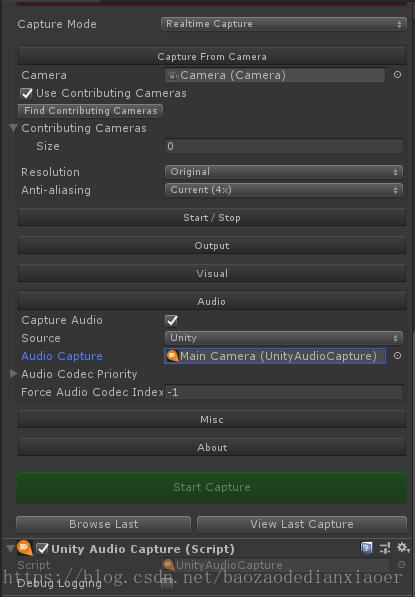 Capture Mode Realtime Capture
Capture From Camera
Camera Camera (Camera)
Use Contributing Cameras
Find Contributing Cameras
Contributing Cameras
Size 0
Resolution Original
Anti-aliasing Current (4x)
Start / Stop
Output
Visual
Audio
Capture Audio
Source Unity
Audio Capture Main Camera (UnityAudioCapture)
Audio Codec Priority
Force Audio Codec Index -1
Misc
About
Start Capture
Browse Last View Last Capture
Unity Audio Capture (Script)
Script UnityAudioCapture
https://blog.csdn.net/baozaodedianxiaoer
Debug Logging